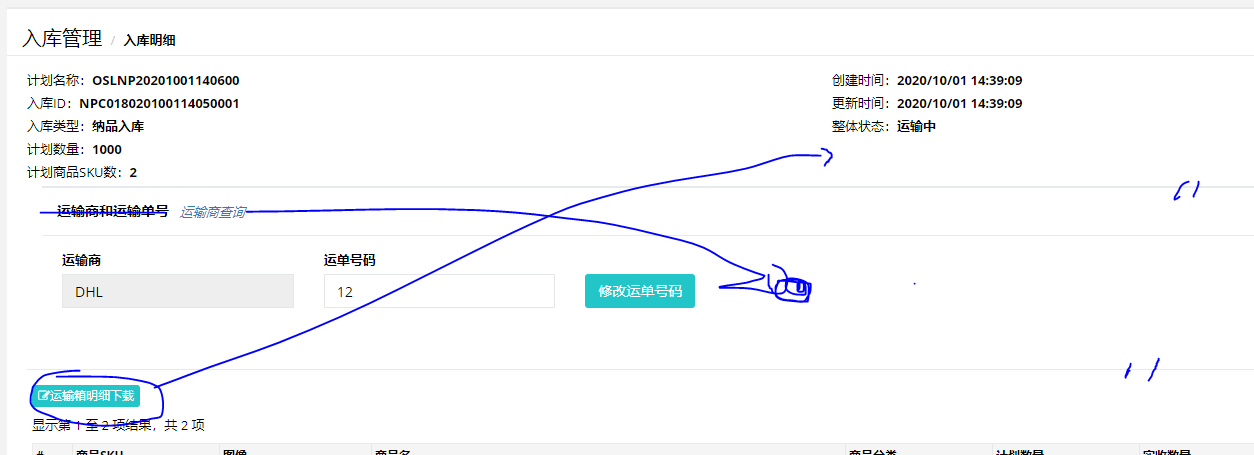 入库管理 / 入库明细
计划名称：OSLNP20201001140600
创建时间：2020/10/01 14:39:09
入库ID：NPC018020100114050001
更新时间：2020/10/01 14:39:09
入库类型：纳品入库
整体状态：运输中
计划数量：1000
计划商品SKU数：2
运输商和运输单号 运输商查询
运输商 运单号码
DHL 12 修改运单号码
运输箱明细下载
显示第 1 至 2 项结果，共 2 项
# 商品SKU 图像 商品名 商品分类 计划数量 实收数量